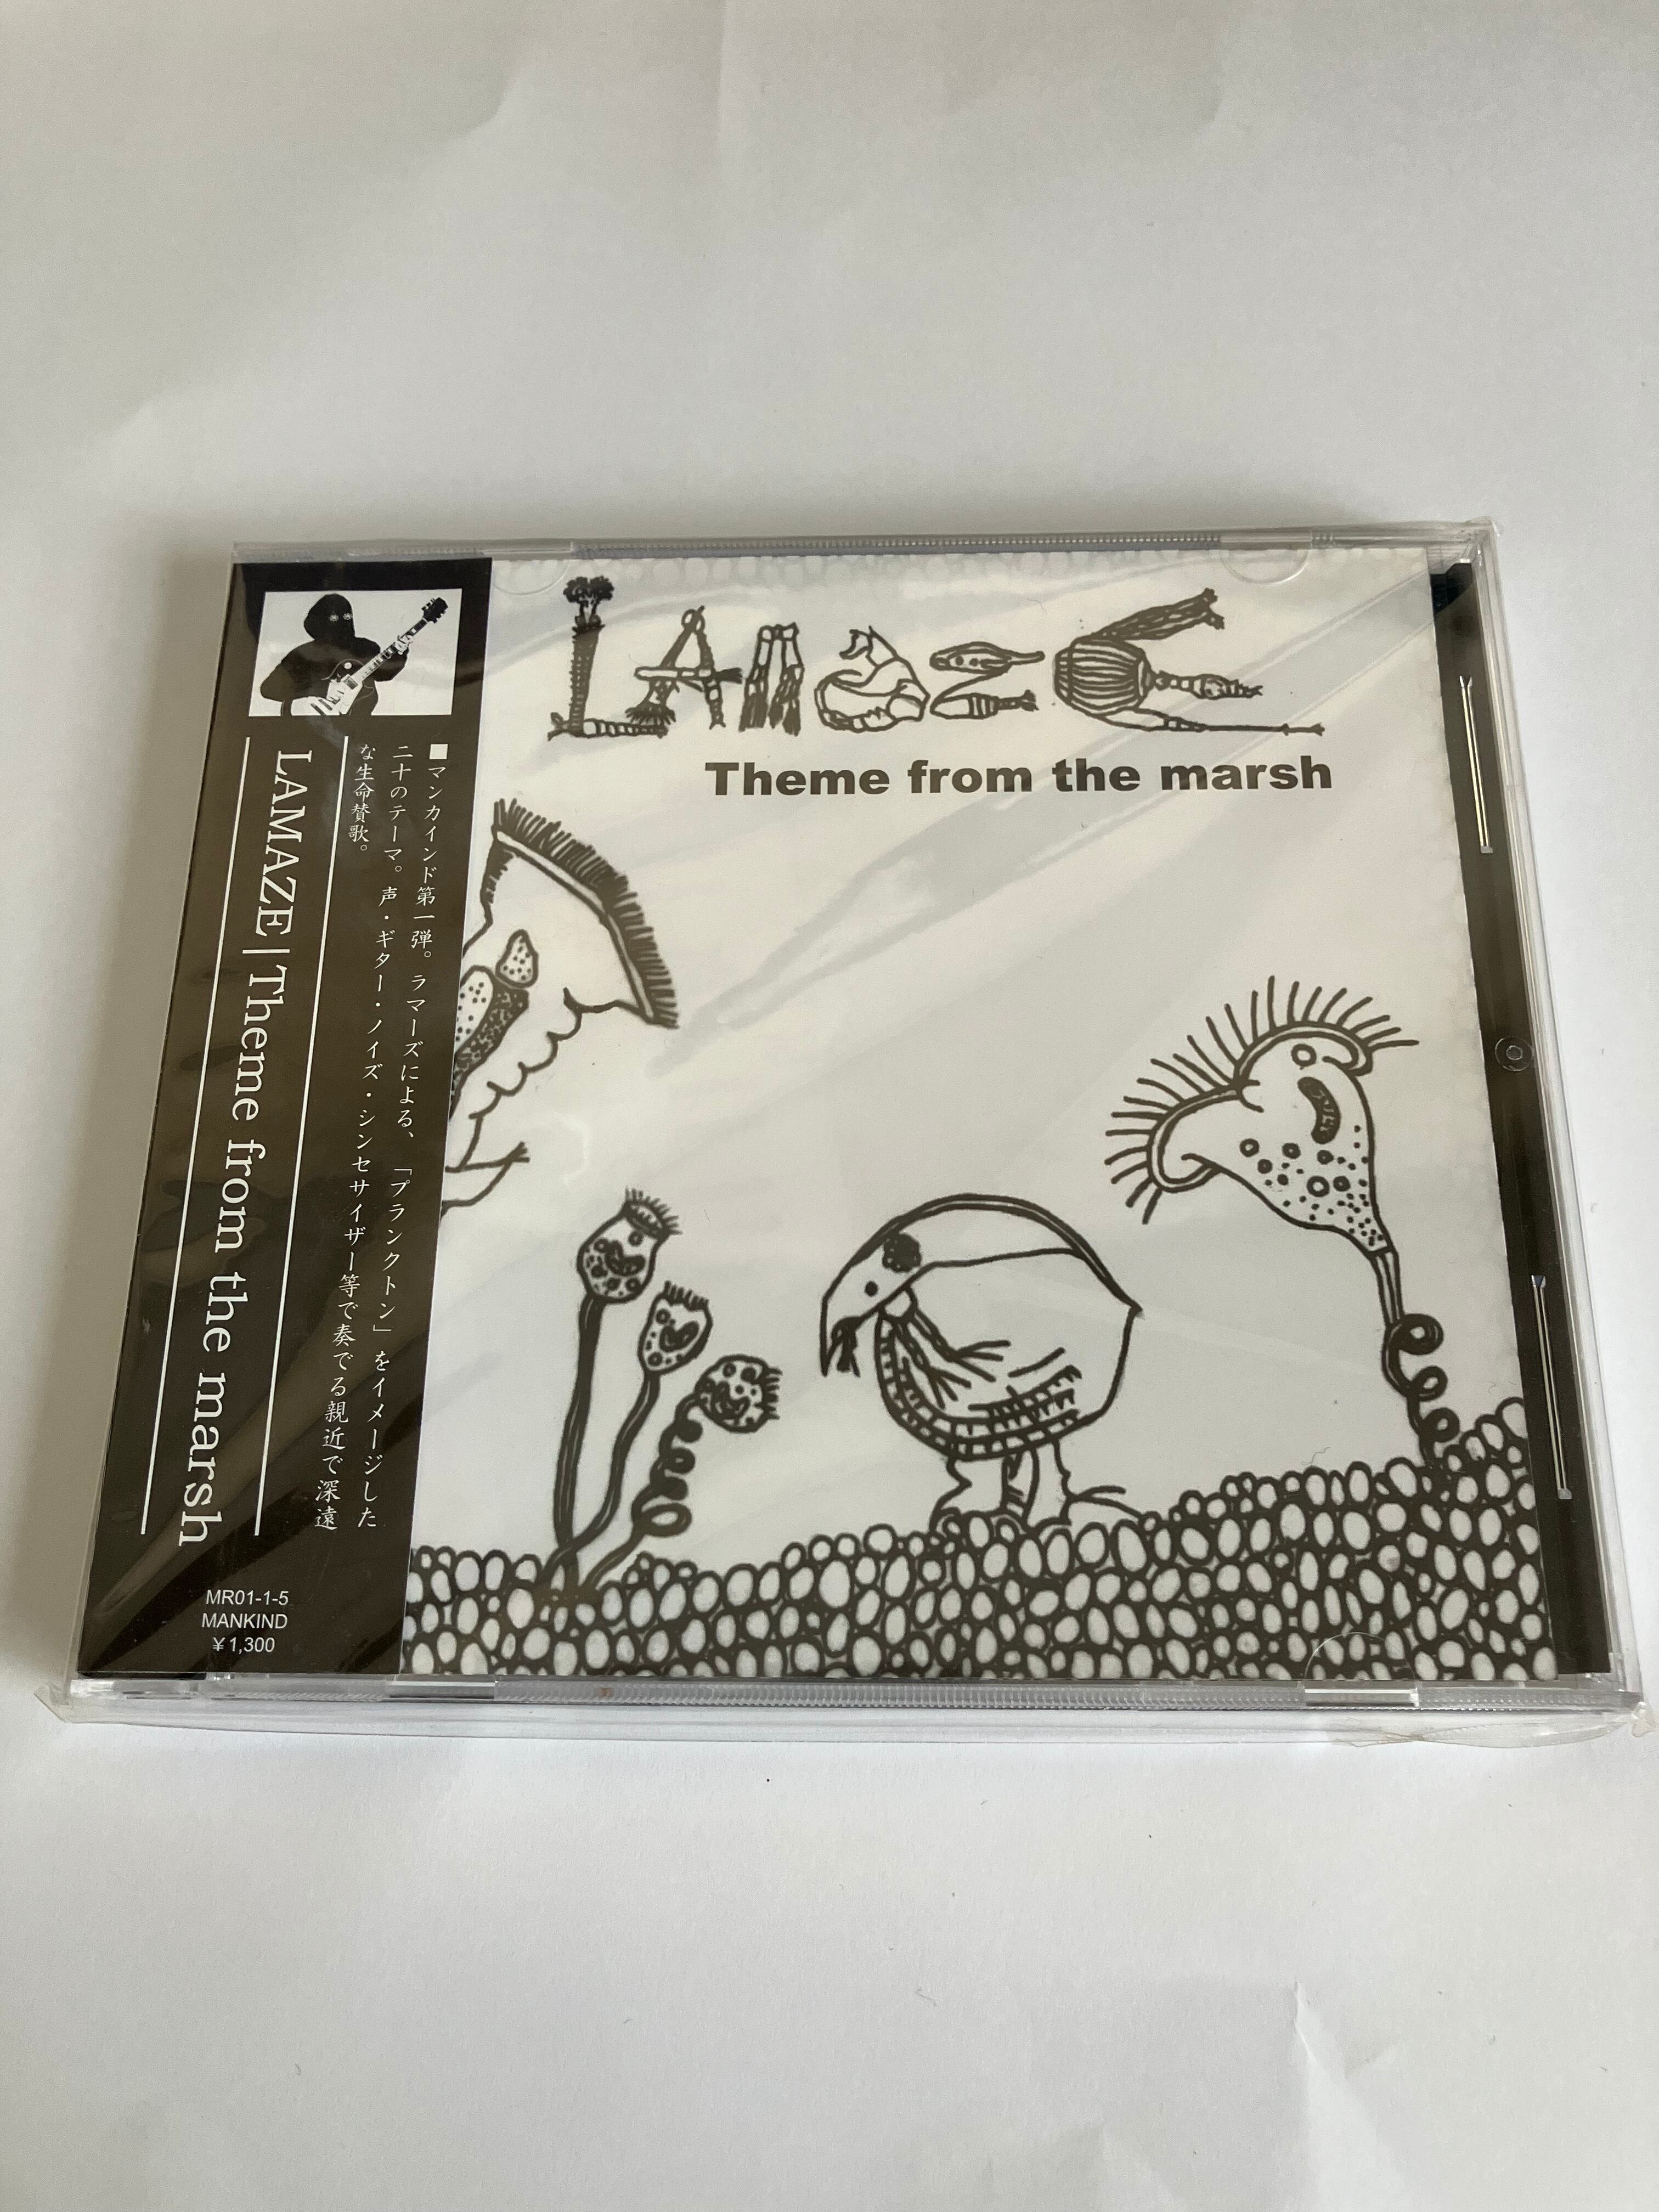 LAMaZE
Theme from the marsh
■マンカインド第一弾。ラマーズによる、「プランクトン」をイメージした
二十のテーマ。声・ギター・ノイズ・シンセサイザー等で奏でる親近で深遠
な生命賛歌。
LAMAZE|Theme from the marsh
MR01-1-5
MANKIND
¥1,300